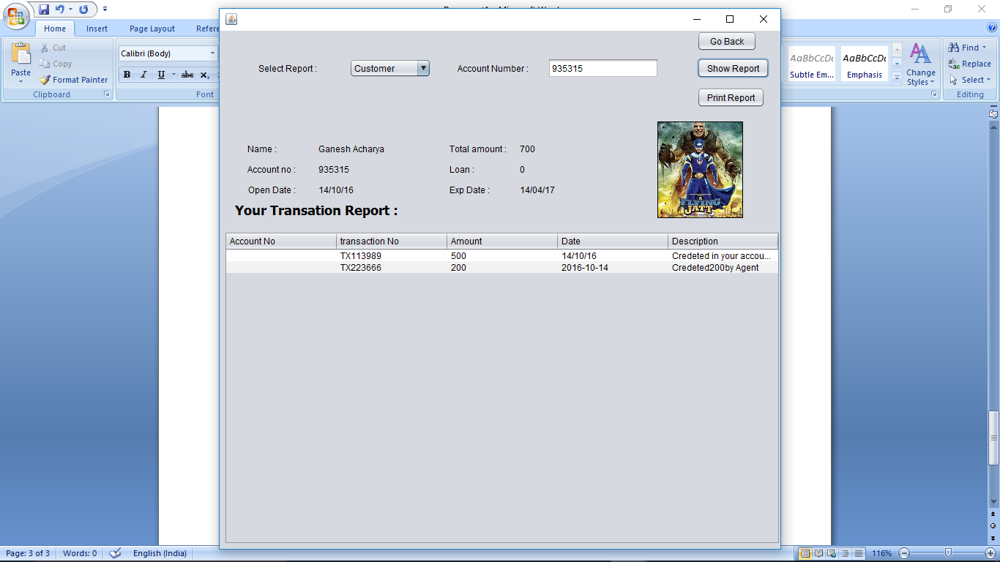 Home Insert Page Layout
Cut
Copy
Format Painter
Paste
Clipboard
Calibri (Body)
B I U abc x₂
Font
Subtle Em...
Emphasis
Change
Styles
Find
Replace
Select
Editing
Go Back
Select Report :
Customer
Account Number :
935315
Show Report
Print Report
Name : Ganesh Acharya Total amount : 700
Account no : 935315 Loan : 0
Open Date : 14/10/16 Exp Date : 14/04/17
A
FLYING
JATT
Your Transation Report :
Account No transaction No Amount Date Description
TX113989 500 14/10/16 Credeted in your accou...
TX223666 200 2016-10-14 Credeted200by Agent
Page: 3 of 3 Words: 0 English (India) 116%